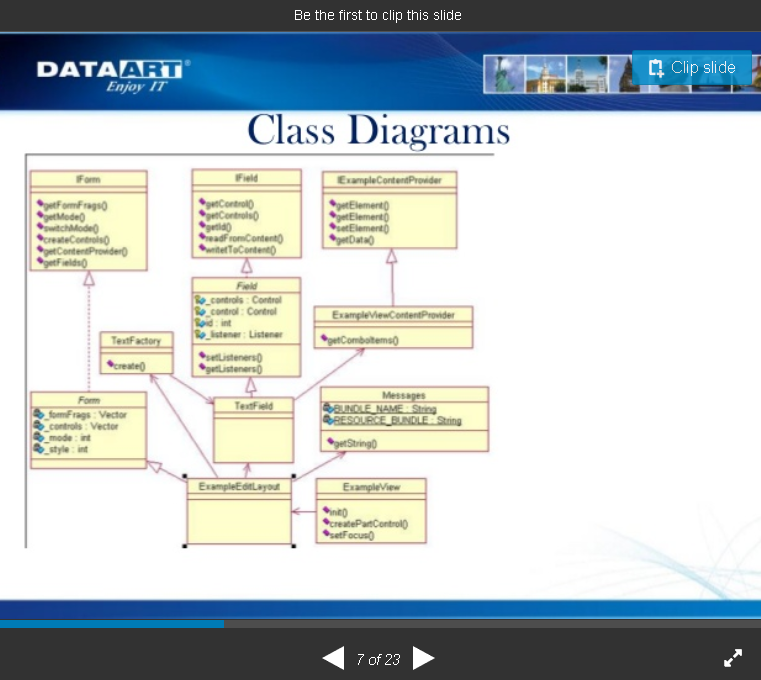 Be the first to clip this slide
DATAART®
Enjoy IT
Clip slide
Class Diagrams
IForm
getFormFrags()
getMode()
switchMode()
createControls()
getContentProvider()
getFields()
IField
getControl()
getControls()
getId()
readFromContent()
writetToContent()
IExampleContentProvider
getElement()
getElement()
setElement()
getData()
Field
_controls : Control
_control : Control
id : int
_listener : Listener
setListeners()
getListeners()
ExampleViewContentProvider
getComboItems()
TextFactory
create()
Form
_formFrags : Vector
_controls : Vector
_mode : int
_style : int
TextField
Messages
BUNDLE_NAME : String
RESOURCE_BUNDLE : String
getString()
ExampleEditLayout
ExampleView
init()
createPartControl()
setFocus()
7 of 23